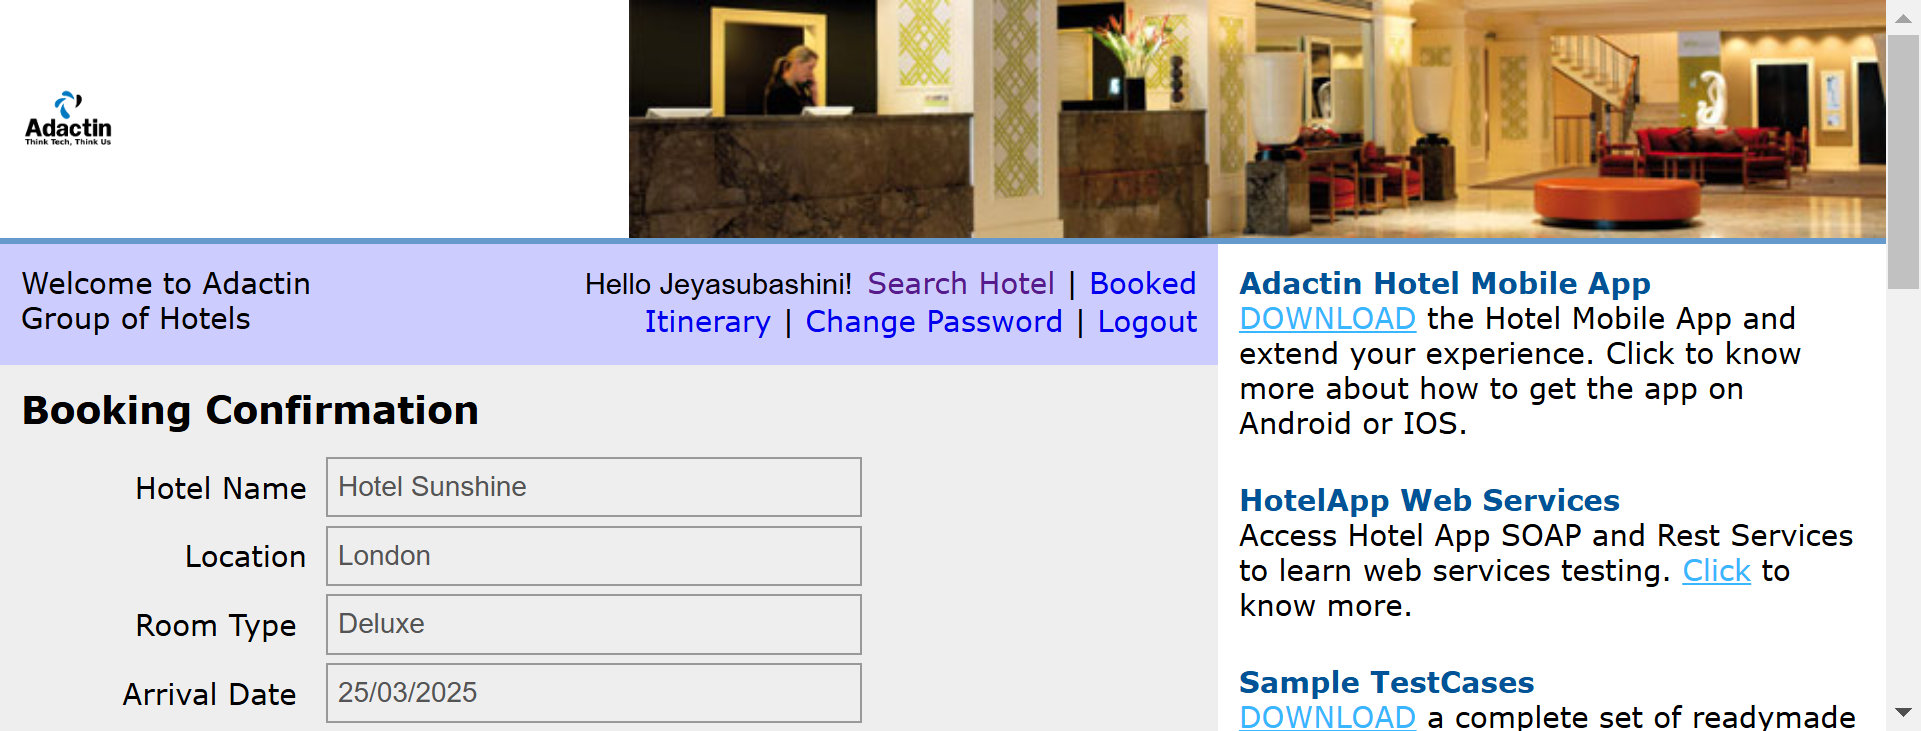 Adactin
Think Tech, Think Us
Welcome to Adactin
Group of Hotels
Hello Jeyasubashini! Search Hotel | Booked
Itinerary | Change Password | Logout
Booking Confirmation
Hotel Name Hotel Sunshine
Location London
Room Type Deluxe
Arrival Date 25/03/2025
Adactin Hotel Mobile App
DOWNLOAD the Hotel Mobile App and
extend your experience. Click to know
more about how to get the app on
Android or IOS.
HotelApp Web Services
Access Hotel App SOAP and Rest Services
to learn web services testing. Click to
know more.
Sample TestCases
DOWNLOAD a complete set of readymade